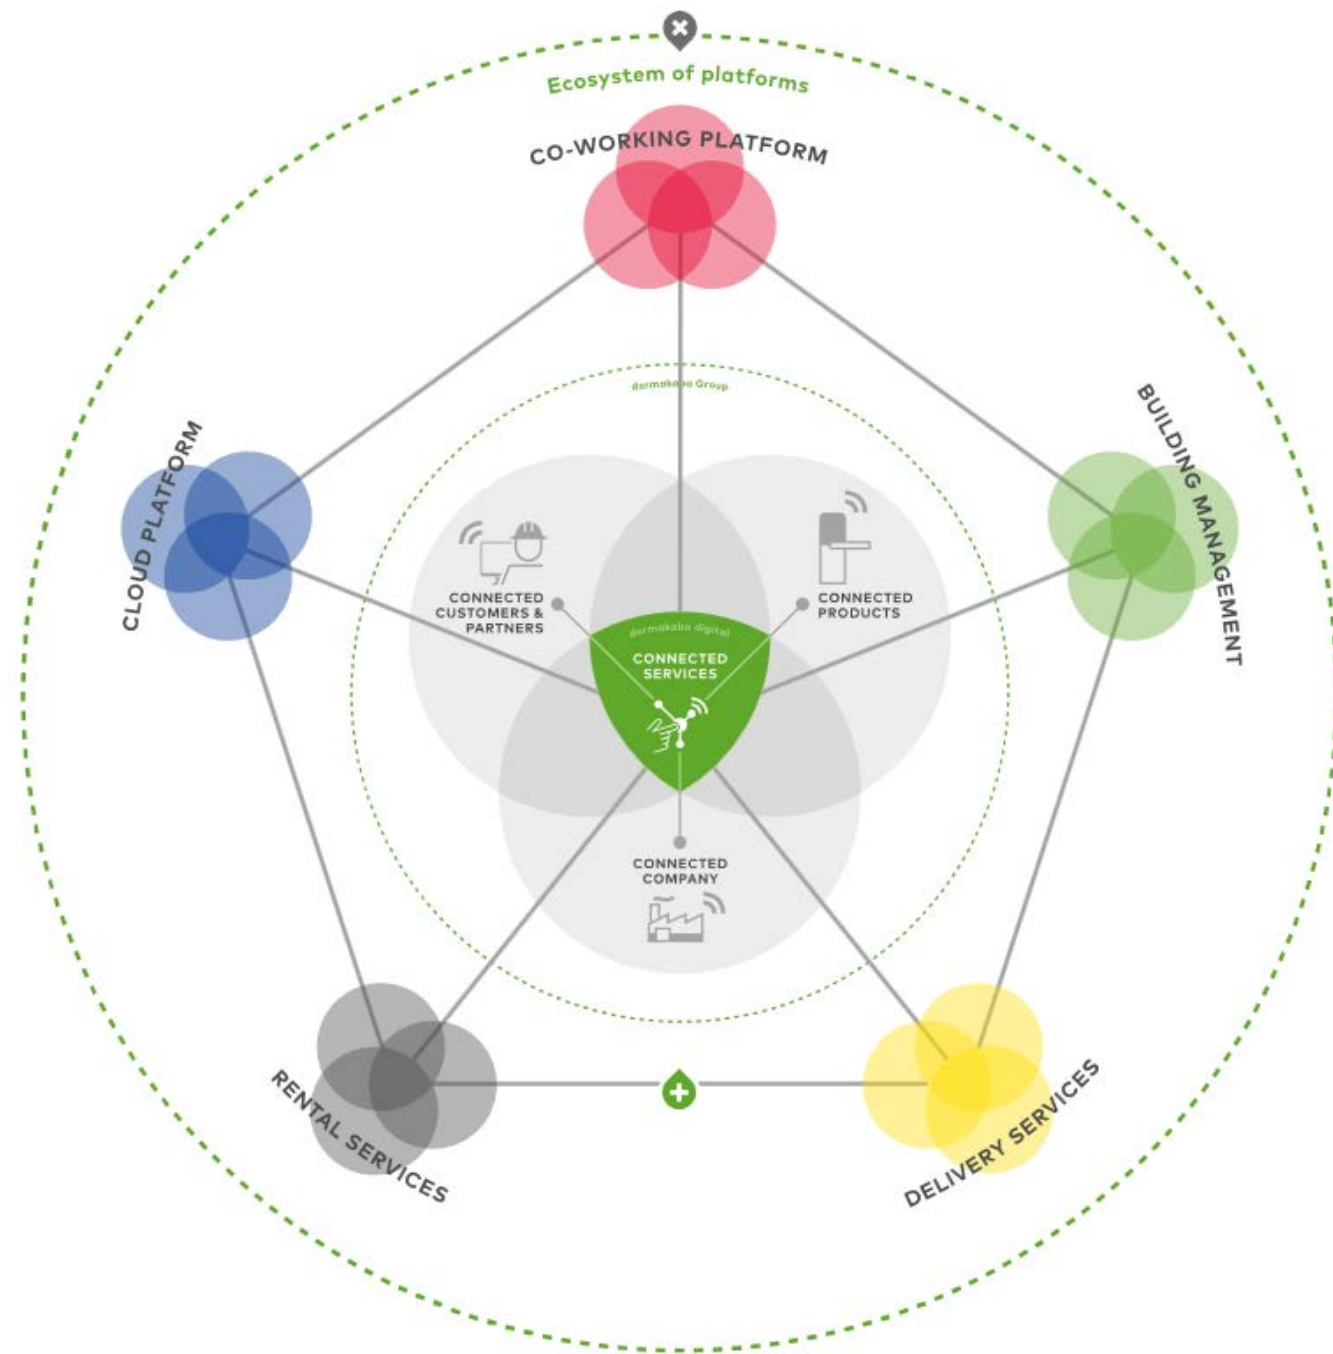 Ecosystem of platforms
CO-WORKING PLATFORM
dormakaba Group
CLOUD PLATFORM
BUILDING MANAGEMENT
CONNECTED
CUSTOMERS &
PARTNERS
CONNECTED
PRODUCTS
dormakaba digital
CONNECTED
SERVICES
CONNECTED
COMPANY
RENTAL SERVICES
DELIVERY SERVICES